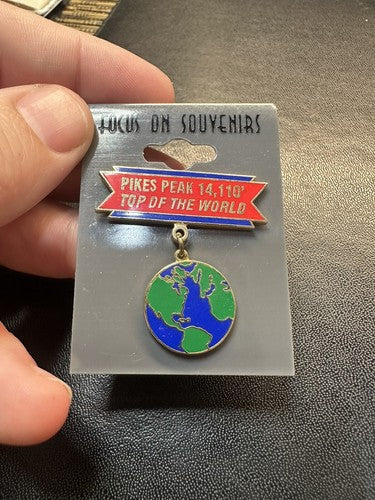 FOCUS ON SOUVENIRS
PIKES PEAK 14,110'
TOP OF THE WORLD